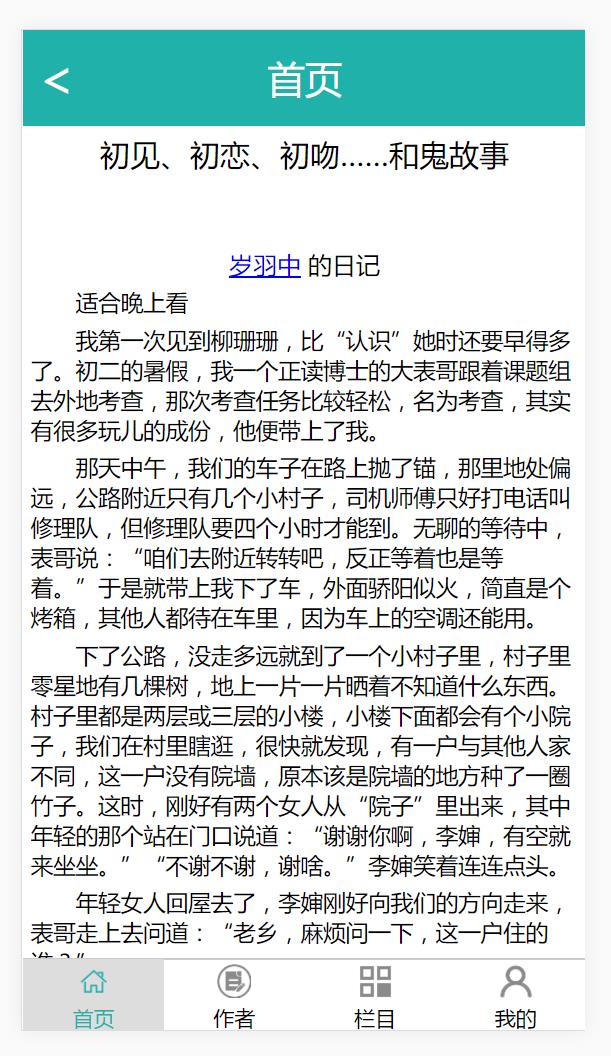 <
首页
初见、初恋、初吻……和鬼故事
岁羽中 的日记
适合晚上看
我第一次见到柳珊珊，比“认识”她时还要早得多
了。初二的暑假，我一个正读博士的大表哥跟着课题组
去外地考查，那次考查任务比较轻松，名为考查，其实
有很多玩儿的成份，他便带上了我。
那天中午，我们的车子在路上抛了锚，那里地处偏
远，公路附近只有几个小村子，司机师傅只好打电话叫
修理队，但修理队要四个小时才能到。无聊的等待中，
表哥说：“咱们去附近转转吧，反正等着也是等
着。”于是就带上我下了车，外面骄阳似火，简直是个
烤箱，其他人都待在车里，因为车上的空调还能用。
下了公路，没走多远就到了一个小村子里，村子里
零星地有几棵树，地上一片一片晒着不知道什么东西。
村子里都是两层或三层的小楼，小楼下面都会有个小院
子，我们在村里瞎逛，很快就发现，有一户与其他人家
不同，这一户没有院墙，原本该是院墙的地方种了一圈
竹子。这时，刚好有两个女人从“院子”里出来，其中
年轻的那个站在门口说道：“谢谢你啊，李婶，有空就
来坐坐。”“不谢不谢，谢啥。”李婶笑着连连点头。
年轻女人回屋去了，李婶刚好向我们的方向走来，
表哥走上去问道：“老乡，麻烦问一下，这一户住的
首页
作者
栏目
我的